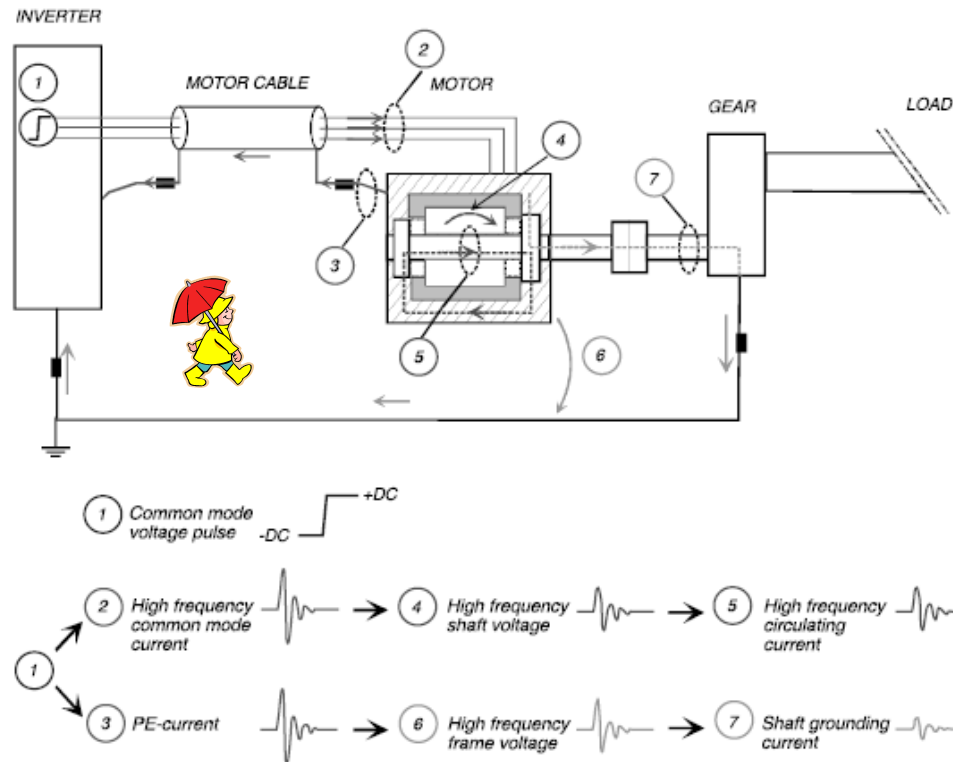 INVERTER
1
MOTOR CABLE
2
MOTOR
GEAR
LOAD
4
7
3
5
6
1 Common mode
voltage pulse
-DC
+DC
2 High frequency
common mode
current
4 High frequency
shaft voltage
5 High frequency
circulating
current
1
3 PE-current
6 High frequency
frame voltage
7 Shaft grounding
current